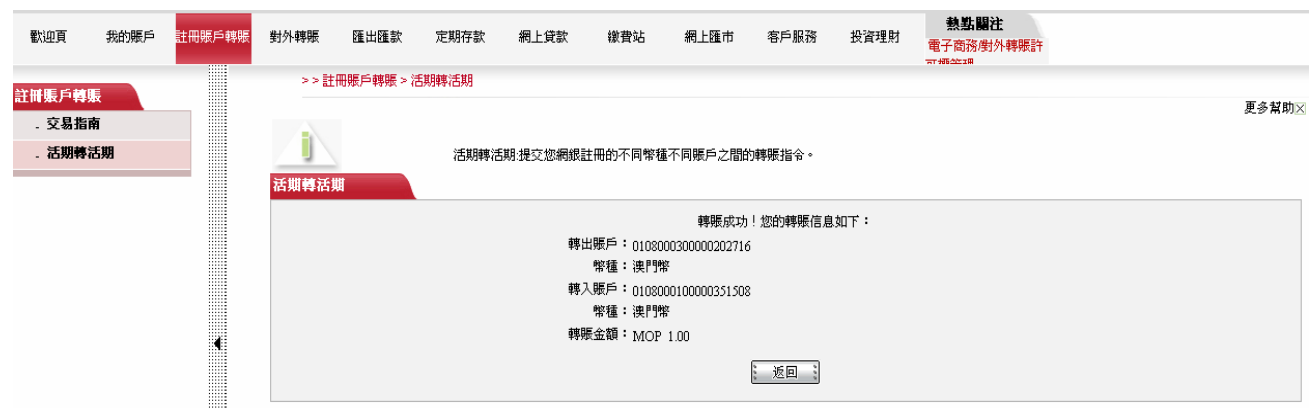 歡迎頁 我的賬戶 註冊賬戶轉賬 對外轉賬 匯出匯款 定期存款 網上貸款 繳費站 網上匯市 客戶服務 投資理財
熱點關注
電子商務/對外轉賬許
>> 註冊賬戶轉賬 > 活期轉活期
註冊賬戶轉賬
. 交易指南
. 活期轉活期
更多幫助
活期轉活期:提交您網銀註冊的不同幣種不同賬戶之間的轉賬指令。
活期轉活期
轉賬成功!您的轉賬信息如下:
轉出賬戶: 0108000300000202716
幣種: 澳門幣
轉入賬戶: 0108000100000351508
幣種: 澳門幣
轉賬金額: MOP 1.00
返回